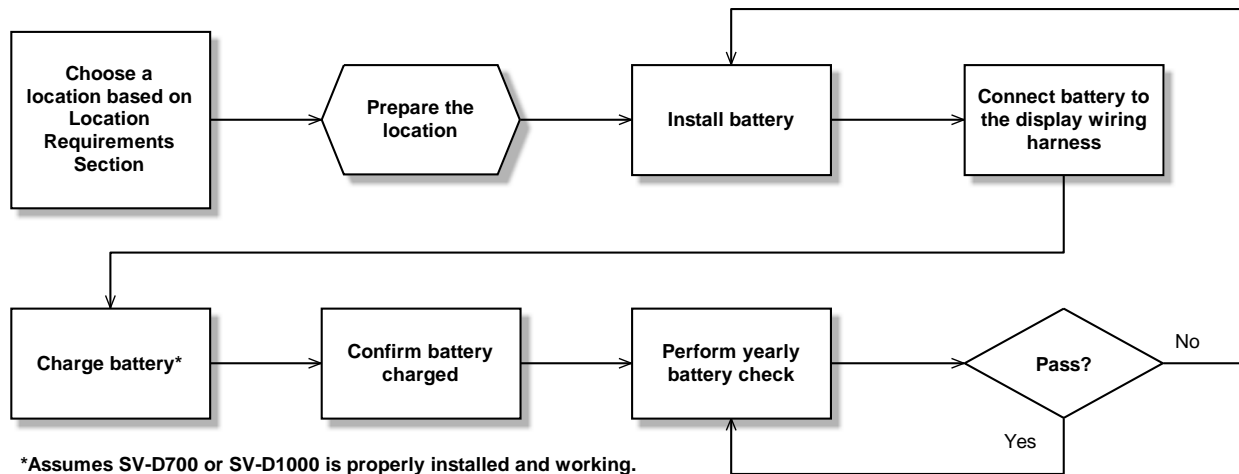 Choose a
location based on
Location
Requirements
Section
Prepare the
location
Install battery
Connect battery to
the display wiring
harness
Charge battery*
Confirm battery
charged
Perform yearly
battery check
Pass?
No
Yes
*Assumes SV-D700 or SV-D1000 is properly installed and working.